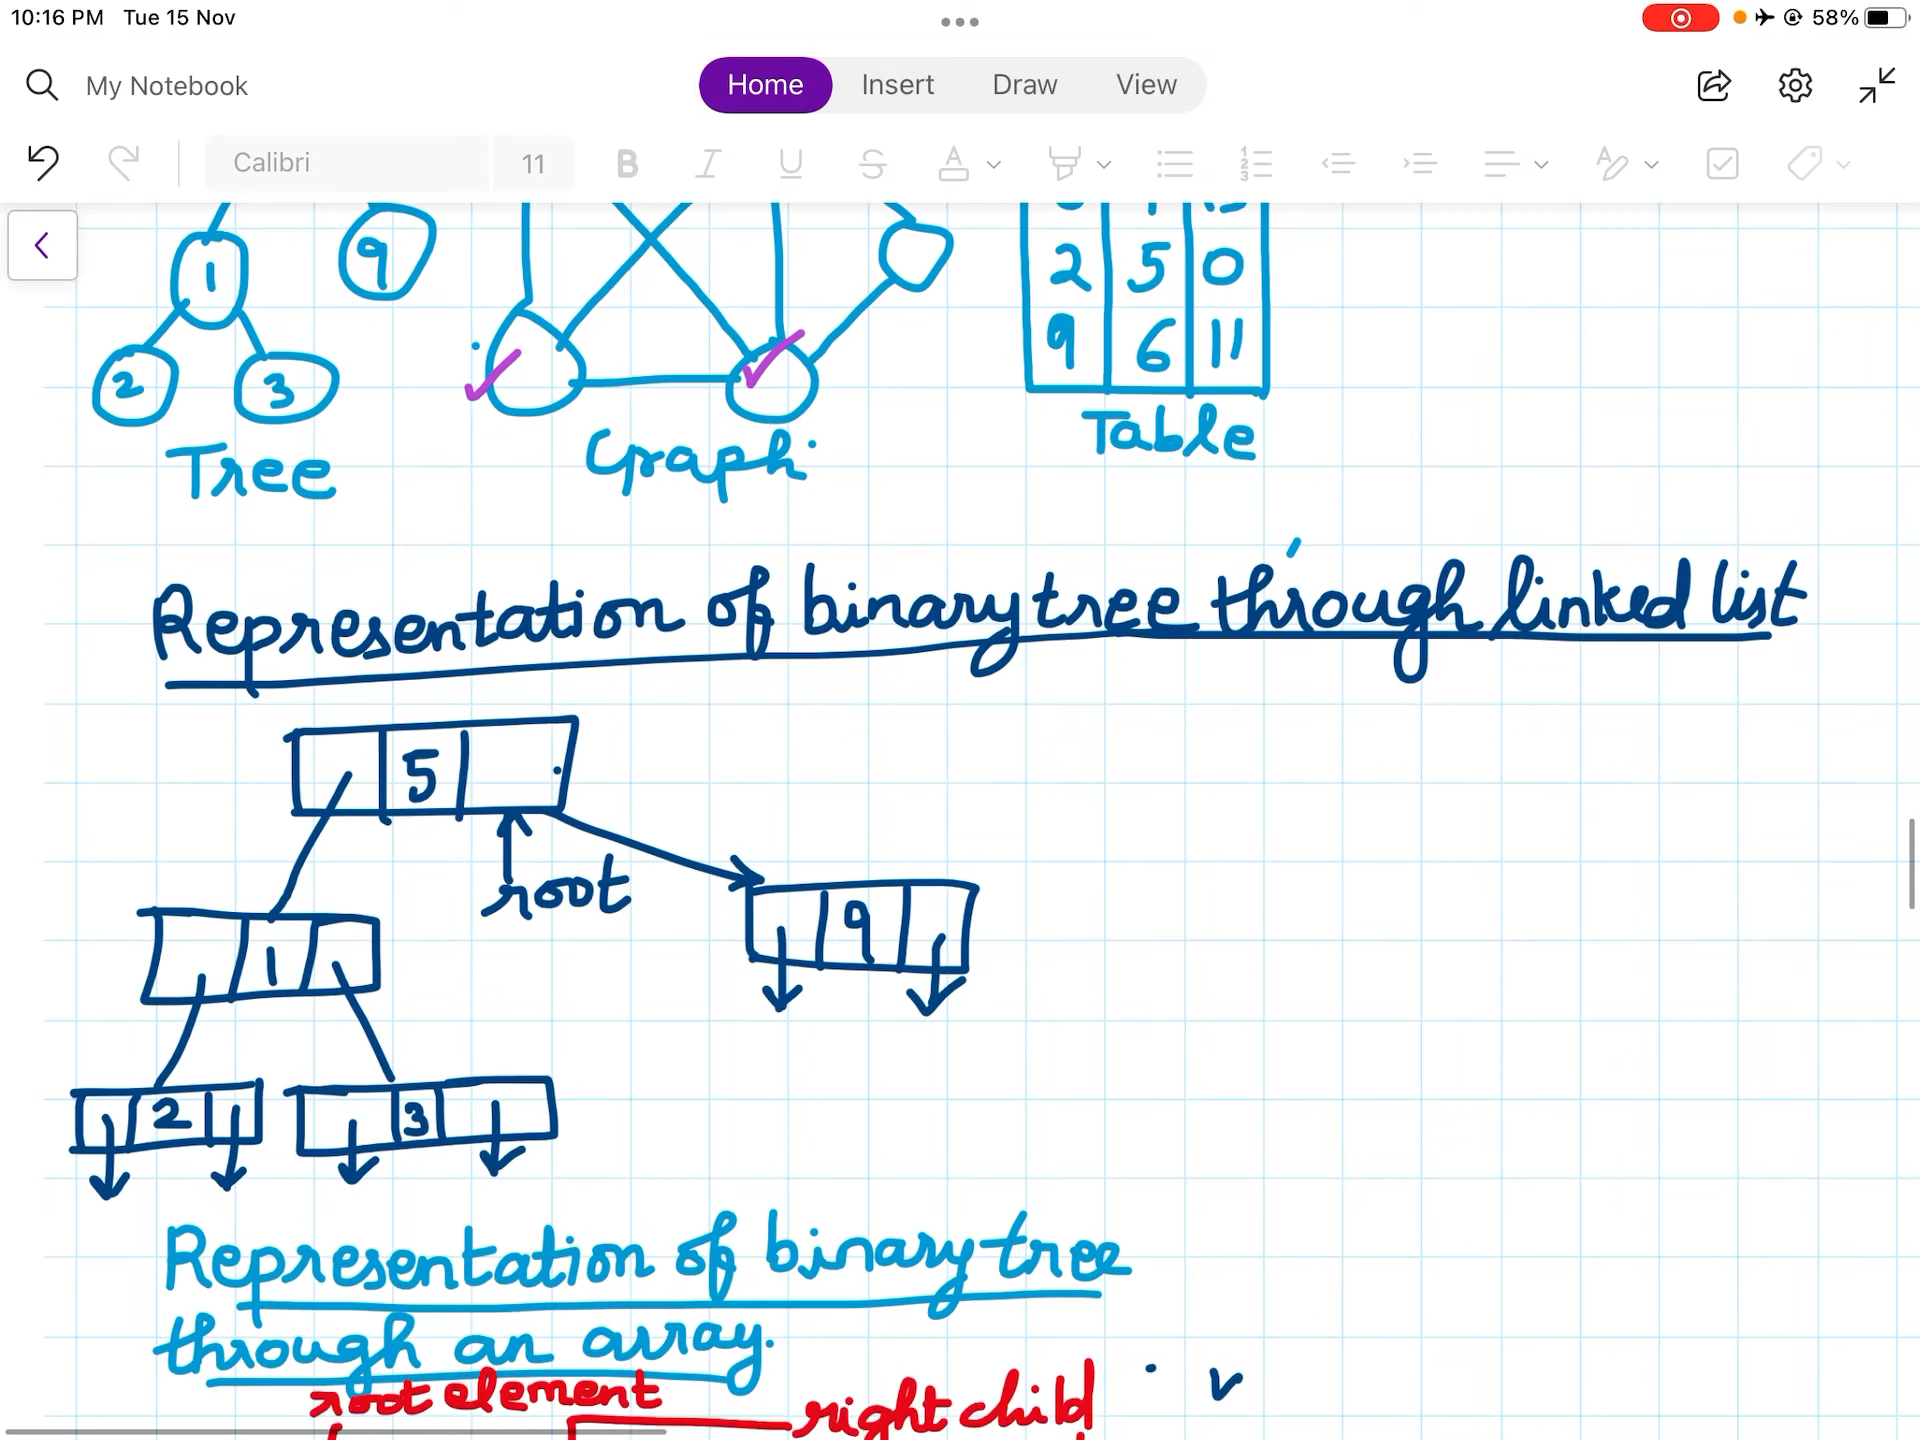 10:16 PM Tue 15 Nov
58%
My Notebook
Home Insert Draw View
Calibri 11
1 9
2 5 0
9 6 11
2 3
Tree
Graph
Table
Representation of binary tree through linked list
5
root
1
9
2
3
Representation of binary tree
through an array.
root element
right child